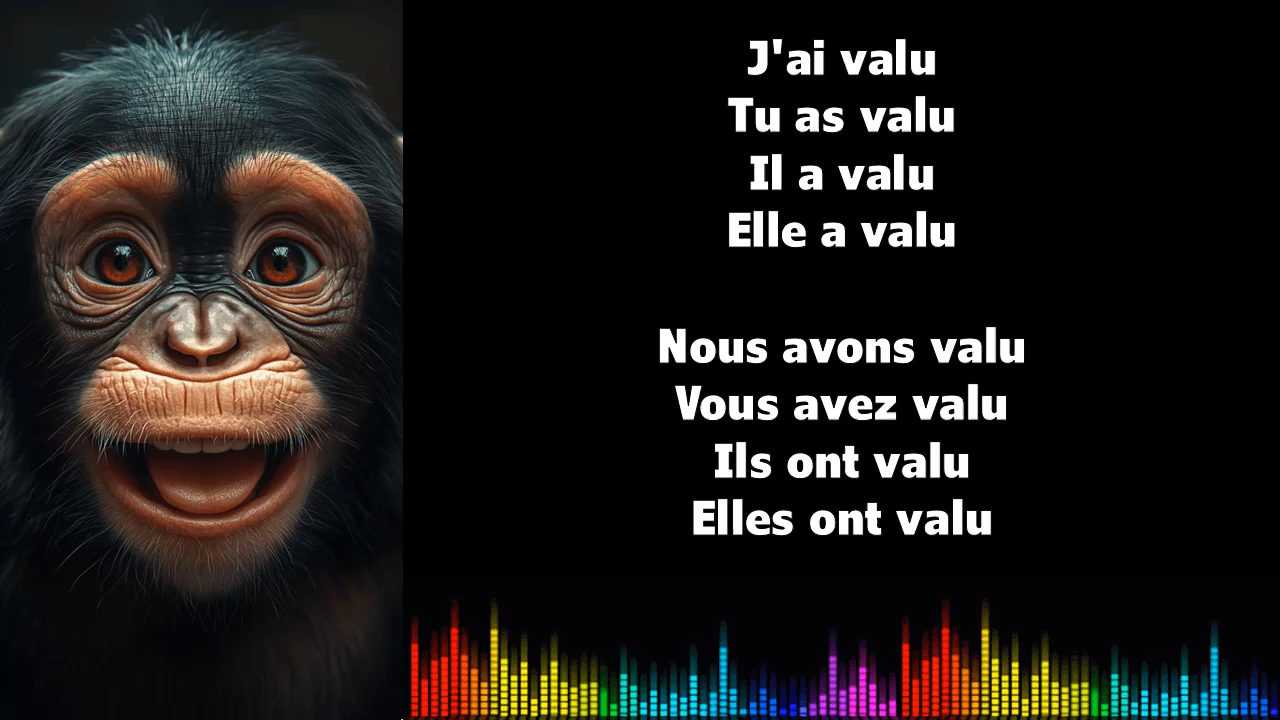 J'ai valu
Tu as valu
Il a valu
Elle a valu
Nous avons valu
Vous avez valu
Ils ont valu
Elles ont valu